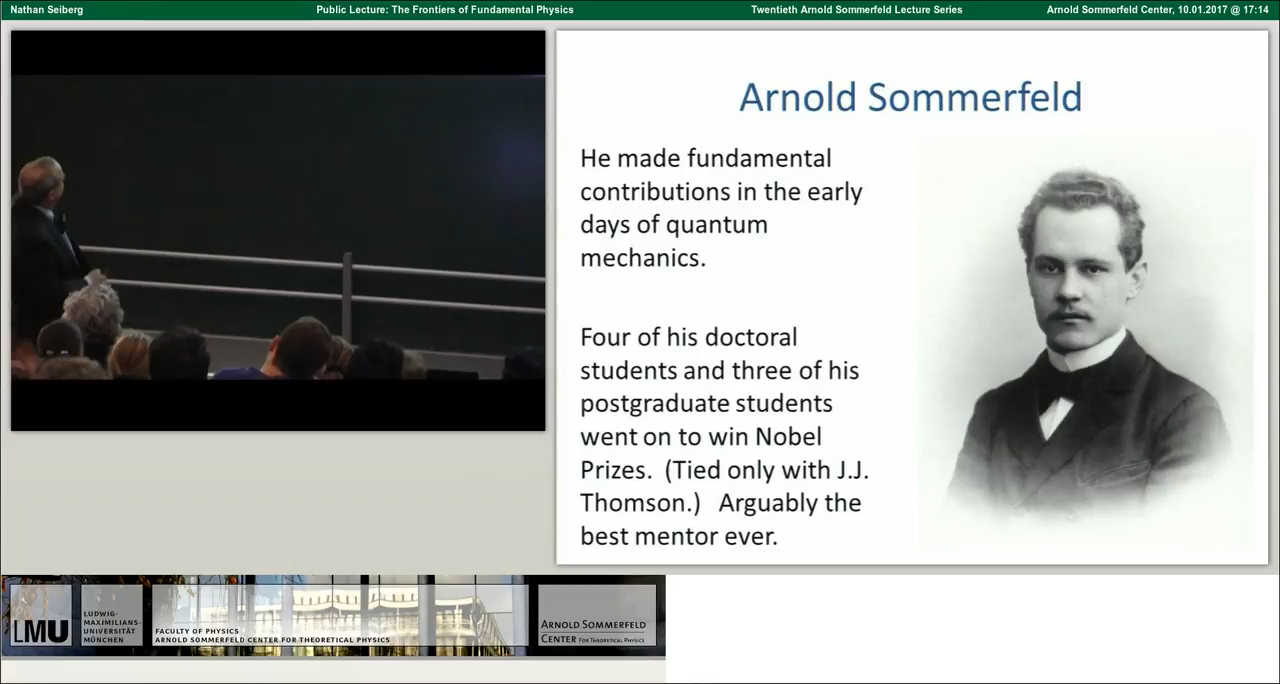 Nathan Seiberg
Public Lecture: The Frontiers of Fundamental Physics
Twentieth Arnold Sommerfeld Lecture Series
Arnold Sommerfeld Center, 10.01.2017 @ 17:14
Arnold Sommerfeld
He made fundamental
contributions in the early
days of quantum
mechanics.
Four of his doctoral
students and three of his
postgraduate students
went on to win Nobel
Prizes. (Tied only with J.J.
Thomson.) Arguably the
best mentor ever.
LMU
LUDWIG-
MAXIMILIANS-
UNIVERSITÄT
MÜNCHEN
FACULTY OF PHYSICS
ARNOLD SOMMERFELD CENTER FOR THEORETICAL PHYSICS
ARNOLD SOMMERFELD
CENTER FOR THEORETICAL PHYSICS